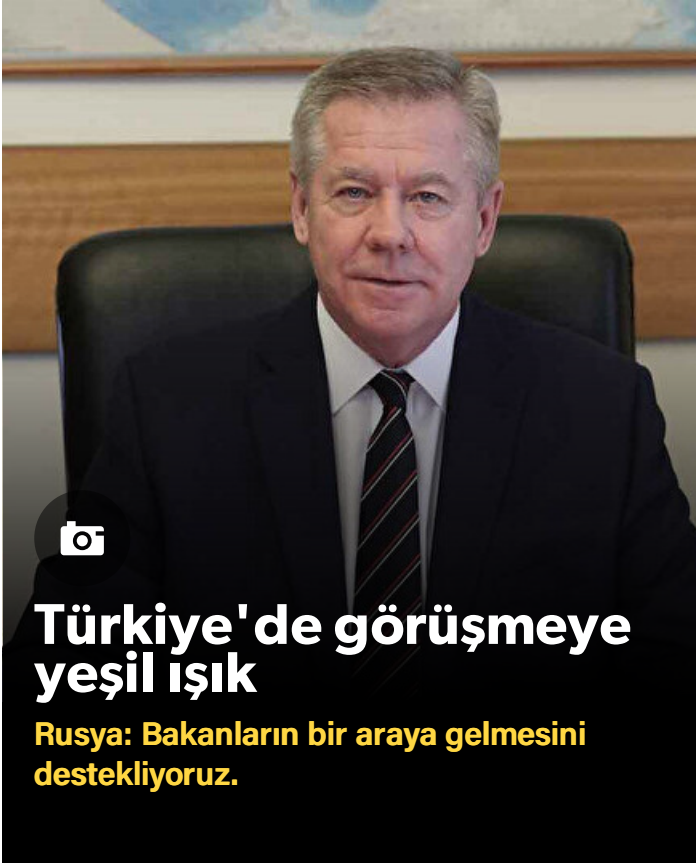 Türkiye'de görüşmeye
yeşil ışık
Rusya: Bakanların bir araya gelmesini
destekliyoruz.